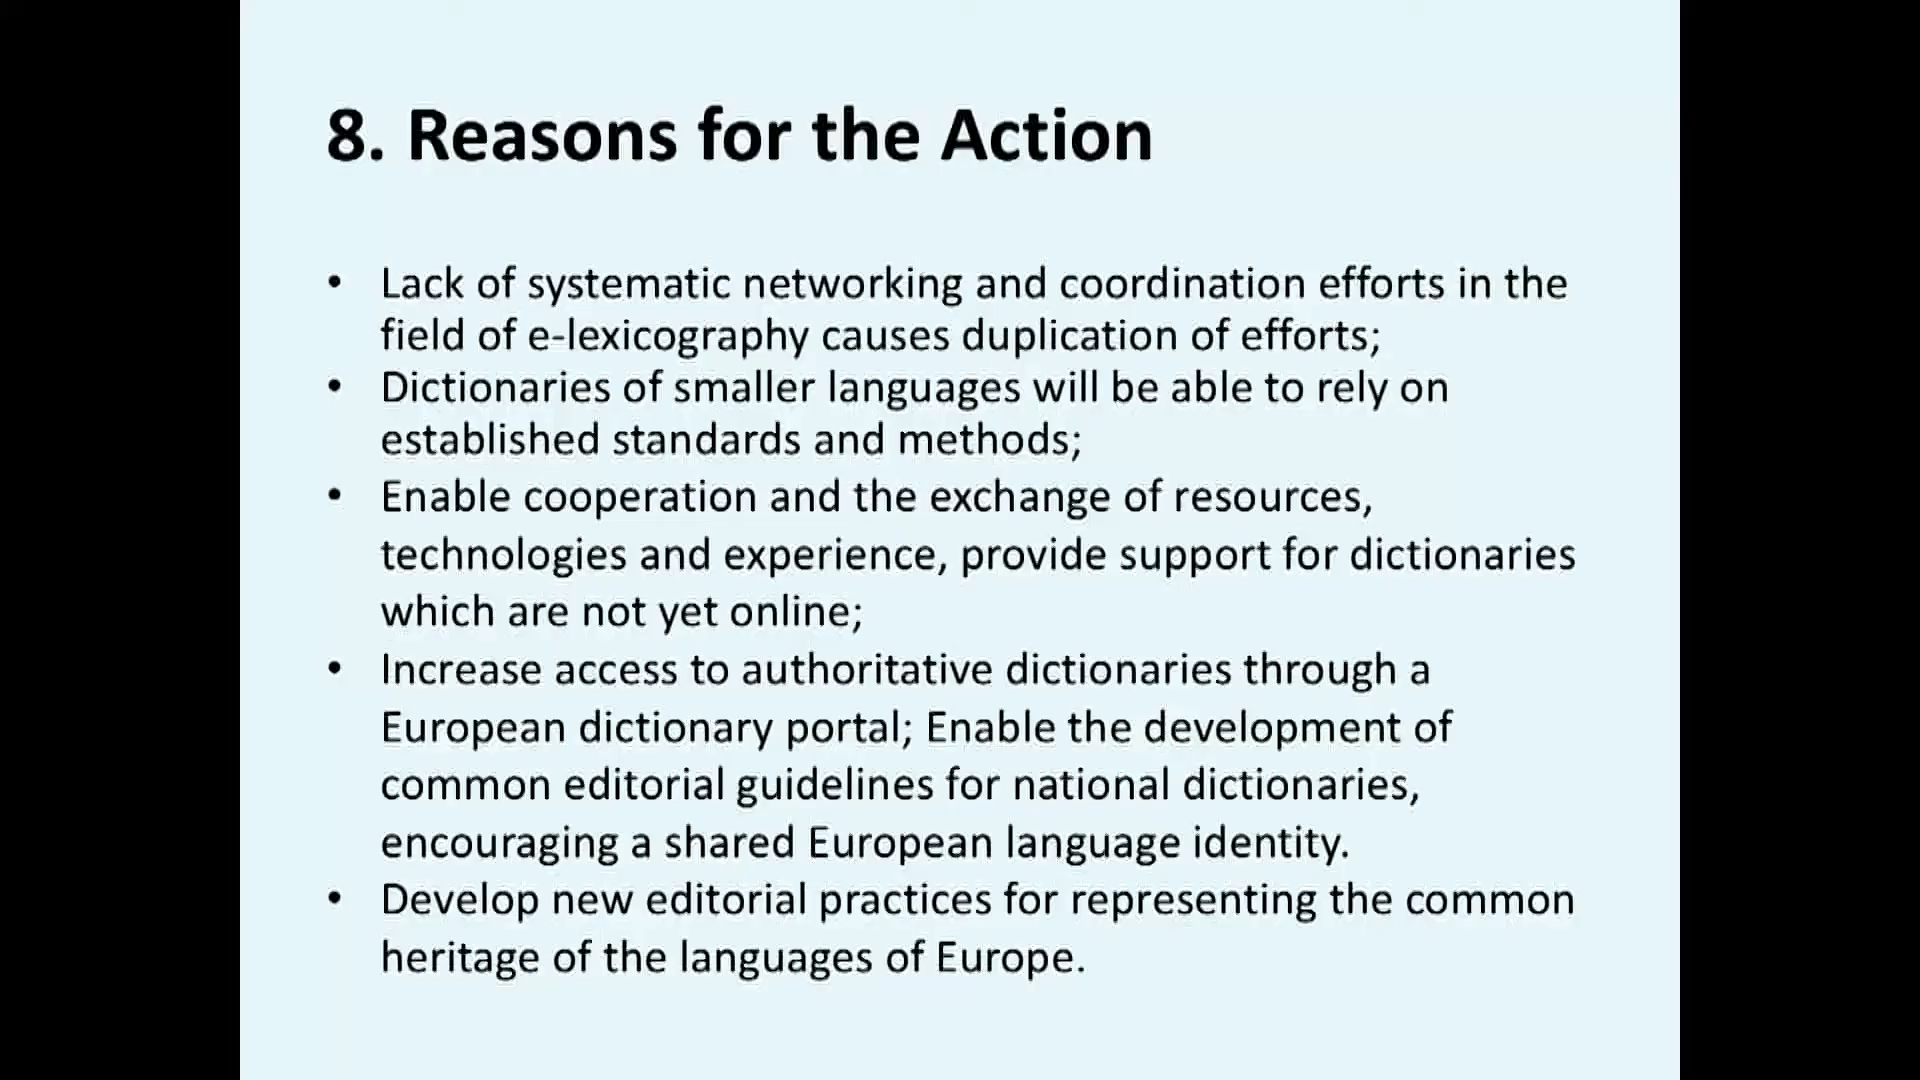 8. Reasons for the Action
• Lack of systematic networking and coordination efforts in the
field of e-lexicography causes duplication of efforts;
• Dictionaries of smaller languages will be able to rely on
established standards and methods;
• Enable cooperation and the exchange of resources,
technologies and experience, provide support for dictionaries
which are not yet online;
• Increase access to authoritative dictionaries through a
European dictionary portal; Enable the development of
common editorial guidelines for national dictionaries,
encouraging a shared European language identity.
• Develop new editorial practices for representing the common
heritage of the languages of Europe.